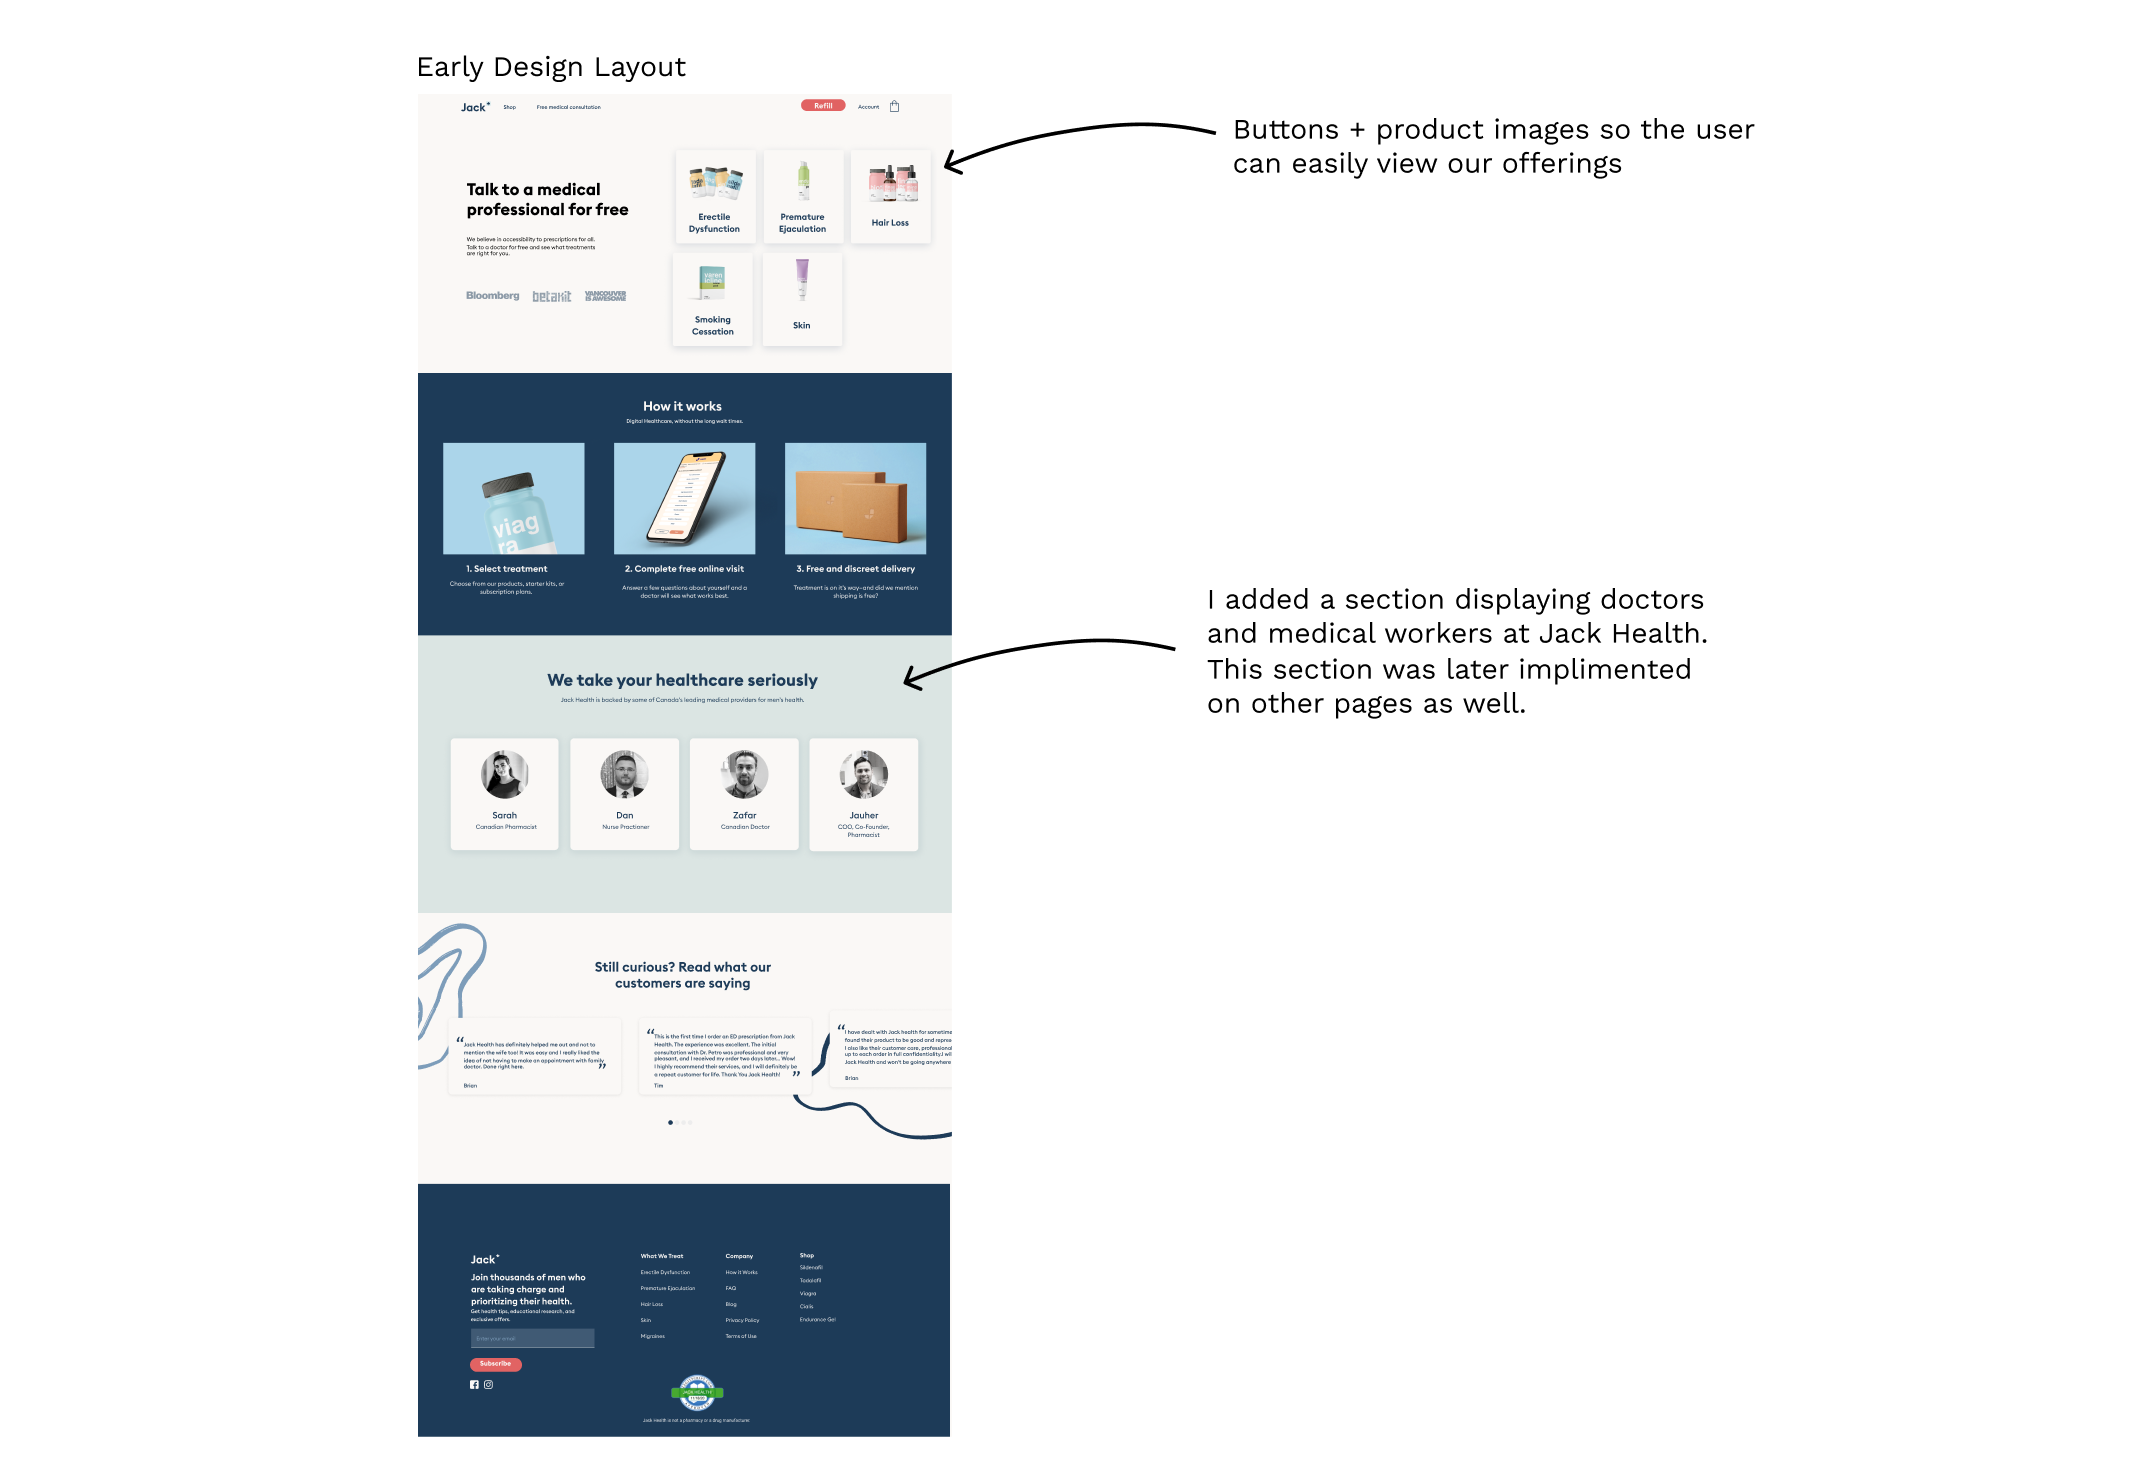 Early Design Layout
Jack+
Shop
Free medical consultation
Refill
Account
Buttons + product images so the user
can easily view our offerings
Talk to a medical
professional for free
We believe in accessibility to prescriptions for all.
Talk to a doctor for free and see what treatments
are right for you.
Bloomberg
betakit
VANCOUVER
IS AWESOME
Erectile
Dysfunction
Premature
Ejaculation
Hair Loss
Smoking
Cessation
Skin
How it works
Digital Healthcare, without the long wait times.
viag
ra
1. Select treatment
Choose from our products, starter kits, or
subscription plans.
2. Complete free online visit
Answer a few questions about yourself and a
doctor will see what works best.
3. Free and discreet delivery
Treatment is on it's way-and did we mention
shipping is free?
I added a section displaying doctors
and medical workers at Jack Health.
This section was later implimented
on other pages as well.
We take your healthcare seriously
Jack Health is backed by some of Canada's leading medical providers for men's health.
Sarah
Canadian Pharmacist
Dan
Nurse Practioner
Zafar
Canadian Doctor
Jauher
COO, Co-Founder,
Pharmacist
Still curious? Read what our
customers are saying
“Jack Health has definitely helped me out and not to
mention the wife too! It was easy and I really liked the
idea of not having to make an appointment with family
doctor. Done right here. ”
Brian
“This is the first time I order an ED prescription from Jack
Health. The experience was excellent. The initial
consultation with Dr. Petro was professional and very
pleasant, and I received my order two days later... Wow!
I highly recommend their services, and I will definitely be
a repeat customer for life. Thank You Jack Health! ”
Tim
“I have dealt with Jack health for sometime
found their product to be good and repre
I also like their customer care, professional
up to each order in full confidentiality.I wil
Jack Health and won't be going anywhere
Brian
Jack+
Join thousands of men who
are taking charge and
prioritizing their health.
Get health tips, educational research, and
exclusive offers.
Enter your email
Subscribe
What We Treat
Erectile Dysfunction
Premature Ejaculation
Hair Loss
Skin
Migraines
Company
How it Works
FAQ
Blog
Privacy Policy
Terms of Use
Shop
Sildenafil
Tadalafil
Viagra
Cialis
Endurance Gel
JACK HEALTH
Jack Health is not a pharmacy or a drug manufacturer